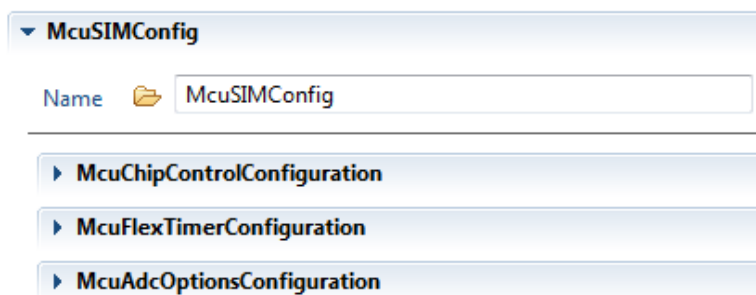 McuSIMConfig
Name McuSIMConfig
McuChipControlConfiguration
McuFlexTimerConfiguration
McuAdcOptionsConfiguration